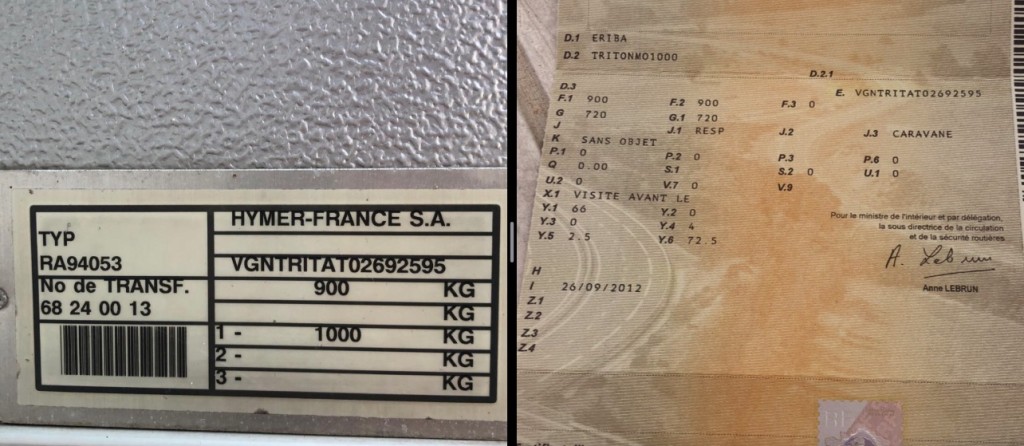 HYMER-FRANCE S.A.
TYP
RA94053
VGNTRITAT02692595
No de TRANSF.
900 KG
68 24 00 13
KG
1 - 1000 KG
2 - KG
3 - KG
D.1 ERIBA
D.2 TRITONMO1000
D.2.1
D.3
E. VGNTRITAT02692595
F.1 900
F.2 900
F.3 0
G 720
G.1 720
J
J.1 RESP
J.2
J.3 CARAVANE
K SANS OBJET
P.1 0
P.2 0
P.3
P.6 0
Q 0.00
S.1
S.2 0
U.1 0
U.2 0
V.7 0
V.9
X.1 VISITE AVANT LE
Y.1 66
Y.2 0
Y.3 0
Y.4 4
Y.5 2.5
Y.6 72.5
Pour le ministre de l'intérieur et par délégation,
la sous directrice de la circulation
et de la sécurité routières
A. Lebrun
Anne LEBRUN
H
I 26/09/2012
Z.1
Z.2
Z.3
Z.4